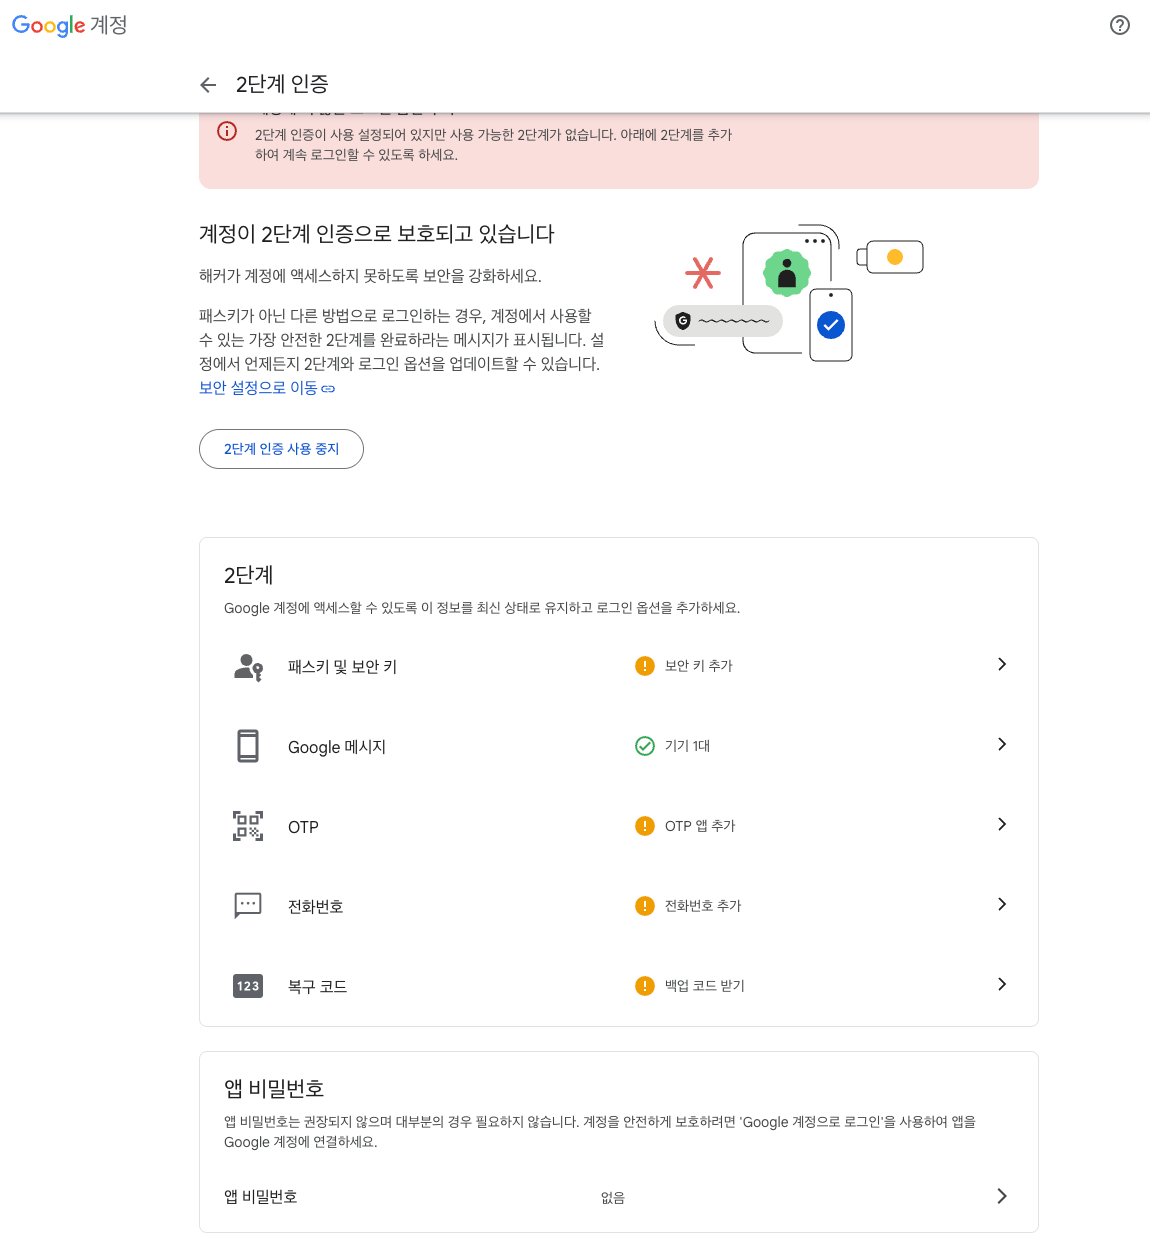 Google 계정
2단계 인증
2단계 인증이 사용 설정되어 있지만 사용 가능한 2단계가 없습니다. 아래에 2단계를 추가
하여 계속 로그인할 수 있도록 하세요.
계정이 2단계 인증으로 보호되고 있습니다
해커가 계정에 액세스하지 못하도록 보안을 강화하세요.
패스키가 아닌 다른 방법으로 로그인하는 경우, 계정에서 사용할
수 있는 가장 안전한 2단계를 완료하라는 메시지가 표시됩니다. 설
정에서 언제든지 2단계와 로그인 옵션을 업데이트할 수 있습니다.
보안 설정으로 이동
2단계 인증 사용 중지
2단계
Google 계정에 액세스할 수 있도록 이 정보를 최신 상태로 유지하고 로그인 옵션을 추가하세요.
패스키 및 보안 키
보안 키 추가
Google 메시지
기기 1대
OTP
OTP 앱 추가
전화번호
전화번호 추가
123
복구 코드
백업 코드 받기
앱 비밀번호
앱 비밀번호는 권장되지 않으며 대부분의 경우 필요하지 않습니다. 계정을 안전하게 보호하려면 'Google 계정으로 로그인'을 사용하여 앱을
Google 계정에 연결하세요.
앱 비밀번호
없음